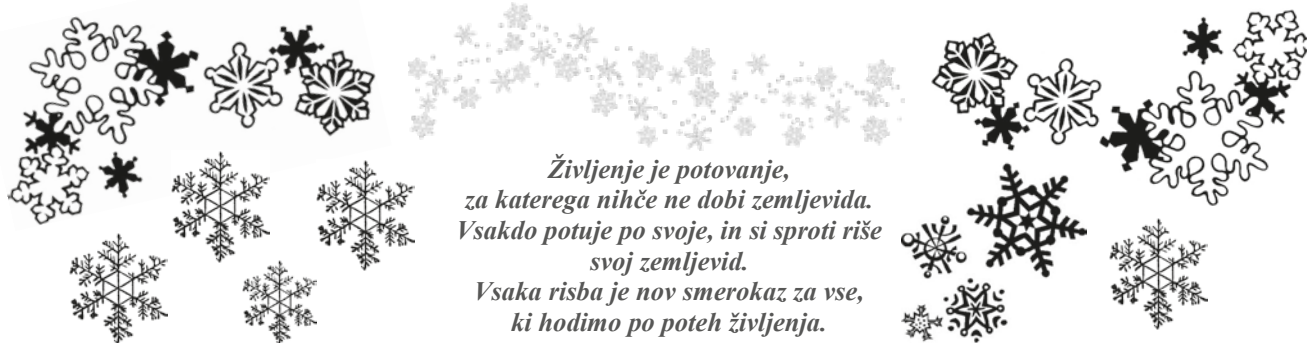 Življenje je potovanje,
za katerega nihče ne dobi zemljevida.
Vsakdo potuje po svoje, in si sproti riše
svoj zemljevid.
Vsaka risba je nov smerokaz za vse,
ki hodimo po poteh življenja.